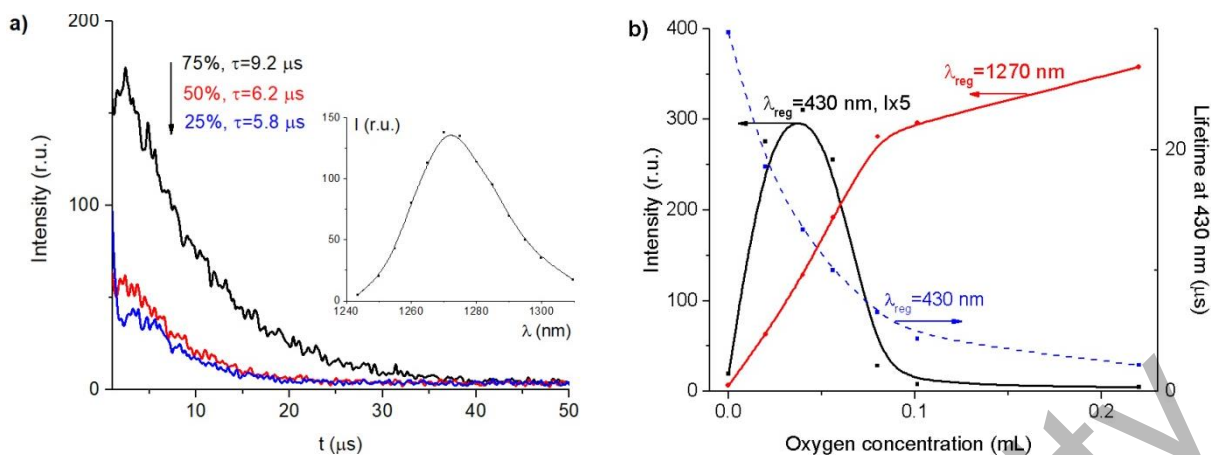 a)
200
100
0
Intensity (r.u.)
75%, τ=9.2 μs
50%, τ=6.2 μs
25%, τ=5.8 μs
I (r.u.)
150
100
50
0
1240 1260 1280 1300
λ (nm)
10 20 30 40 50
t (μs)
b)
400
300
200
100
0
Intensity (r.u.)
λreg=1270 nm
λreg=430 nm, Ix5
λreg=430 nm
20
0
Lifetime at 430 nm (μs)
0.0 0.1 0.2
Oxygen concentration (mL)